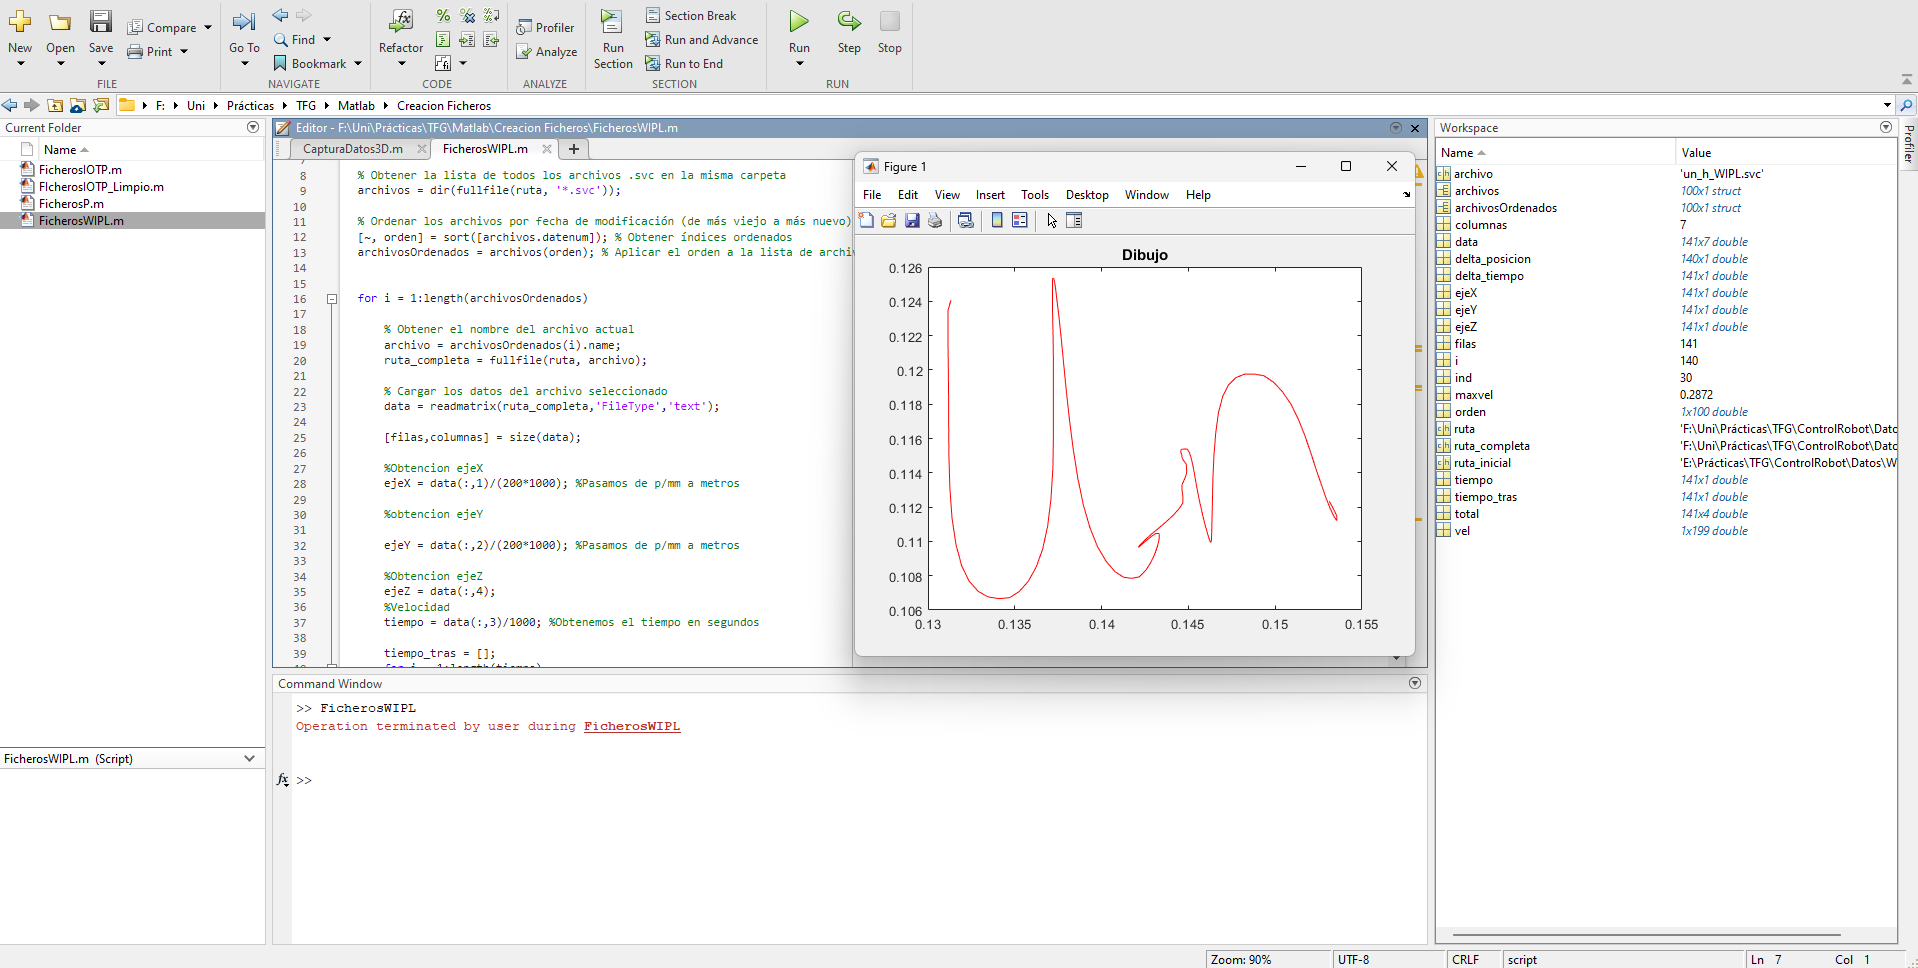 New
Open
Save
Compare
Print
FILE
Go To
Find
Bookmark
NAVIGATE
Refactor
CODE
Profiler
Analyze
ANALYZE
Run
Section
Section Break
Run and Advance
Run to End
SECTION
Run
Step
Stop
RUN
F: Uni Prácticas TFG Matlab Creacion Ficheros
Current Folder
Name
FicherosIOTP.m
FIcherosIOTP_Limpio.m
FicherosP.m
FicherosWIPL.m
FicherosWIPL.m (Script)
Editor - F:\Uni\Prácticas\TFG\Matlab\Creacion Ficheros\FicherosWIPL.m
CapturaDatos3D.m
FicherosWIPL.m
8 % Obtener la lista de todos los archivos .svc en la misma carpeta
9 archivos = dir(fullfile(ruta, '*.svc'));
10
11 % Ordenar los archivos por fecha de modificación (de más viejo a más nuevo)
12 [~, orden] = sort([archivos.datenum]); % Obtener índices ordenados
13 archivosOrdenados = archivos(orden); % Aplicar el orden a la lista de archi
14
15
16 for i = 1:length(archivosOrdenados)
17
18 % Obtener el nombre del archivo actual
19 archivo = archivosOrdenados(i).name;
20 ruta_completa = fullfile(ruta, archivo);
21
22 % Cargar los datos del archivo seleccionado
23 data = readmatrix(ruta_completa,'FileType','text');
24
25 [filas,columnas] = size(data);
26
27 %Obtencion ejeX
28 ejeX = data(:,1)/(200*1000); %Pasamos de p/mm a metros
29
30 %obtencion ejeY
31
32 ejeY = data(:,2)/(200*1000); %Pasamos de p/mm a metros
33
34 %Obtencion ejeZ
35 ejeZ = data(:,4);
36 %Velocidad
37 tiempo = data(:,3)/1000; %Obtenemos el tiempo en segundos
38
39 tiempo_tras = [];
Figure 1
File Edit View Insert Tools Desktop Window Help
Dibujo
0.126
0.124
0.122
0.12
0.118
0.116
0.114
0.112
0.11
0.108
0.106
0.13 0.135 0.14 0.145 0.15 0.155
un
Command Window
>> FicherosWIPL
Operation terminated by user during FicherosWIPL
fx >>
Workspace
Name Value
archivo 'un_h_WIPL.svc'
archivos 100x1 struct
archivosOrdenados 100x1 struct
columnas 7
data 141x7 double
delta_posicion 140x1 double
delta_tiempo 141x1 double
ejeX 141x1 double
ejeY 141x1 double
ejeZ 141x1 double
filas 141
i 140
ind 30
maxvel 0.2872
orden 1x100 double
ruta 'F:\Uni\Prácticas\TFG\ControlRobot\Datc
ruta_completa 'F:\Uni\Prácticas\TFG\ControlRobot\Datc
ruta_inicial 'E:\Prácticas\TFG\ControlRobot\Datos\W
tiempo 141x1 double
tiempo_tras 141x1 double
total 141x4 double
vel 1x199 double
Profiler
Zoom: 90% UTF-8 CRLF script Ln 7 Col 1